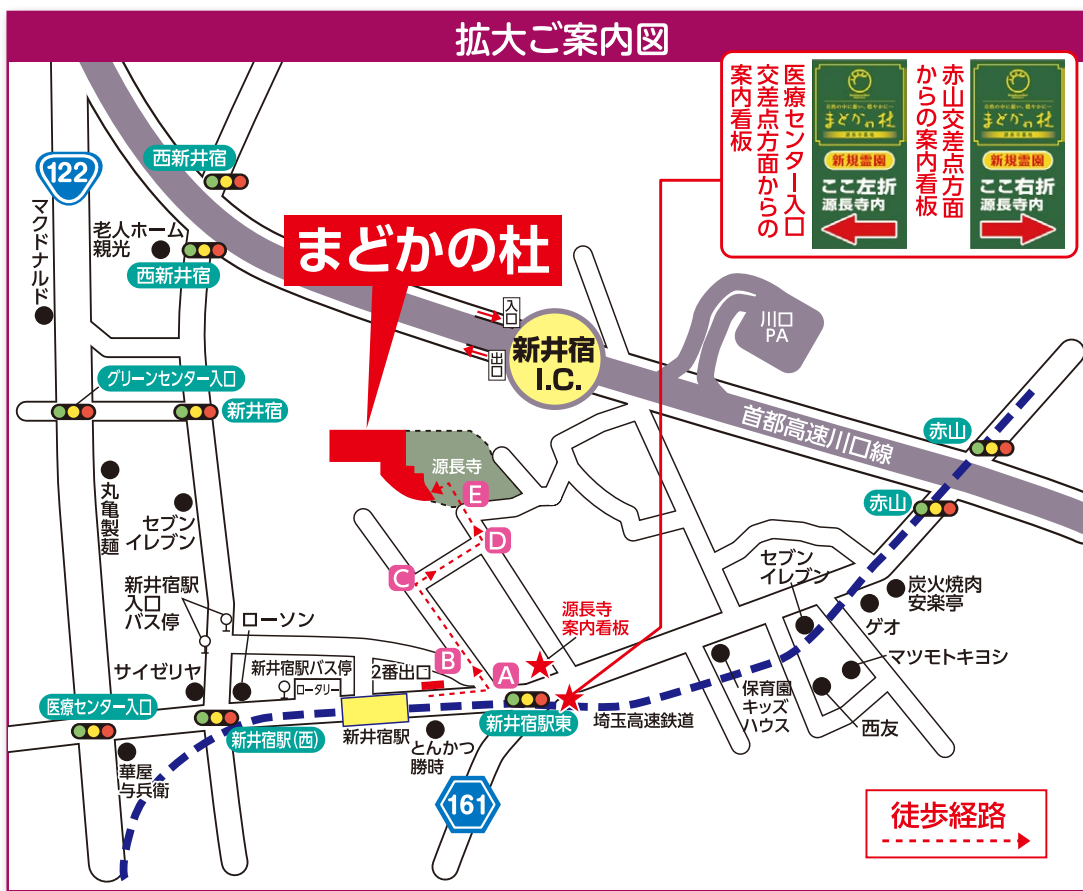 拡大ご案内図
医療センター入口
交差点方面からの
案内看板
まどかの杜
源長寺墓地
新規霊園
ここ左折
源長寺内
赤山交差点方面
からの案内看板
まどかの杜
源長寺墓地
新規霊園
ここ右折
源長寺内
122
西新井宿
マクドナルド
老人ホーム
親光
西新井宿
まどかの杜
入口
出口
新井宿
I.C.
川口
PA
首都高速川口線
グリーンセンター入口
新井宿
赤山
赤山
源長寺
E
D
C
B
A
丸亀製麺
セブン
イレブン
新井宿駅
入口
バス停
ローソン
サイゼリヤ
新井宿駅バス停
ロータリー
2番出口
源長寺
案内看板
セブン
イレブン
炭火焼肉
安楽亭
ゲオ
マツモトキヨシ
保育園
キッズ
ハウス
西友
医療センター入口
新井宿駅(西)
新井宿駅
とんかつ
勝時
新井宿駅東
埼玉高速鉄道
華屋
与兵衛
161
徒歩経路